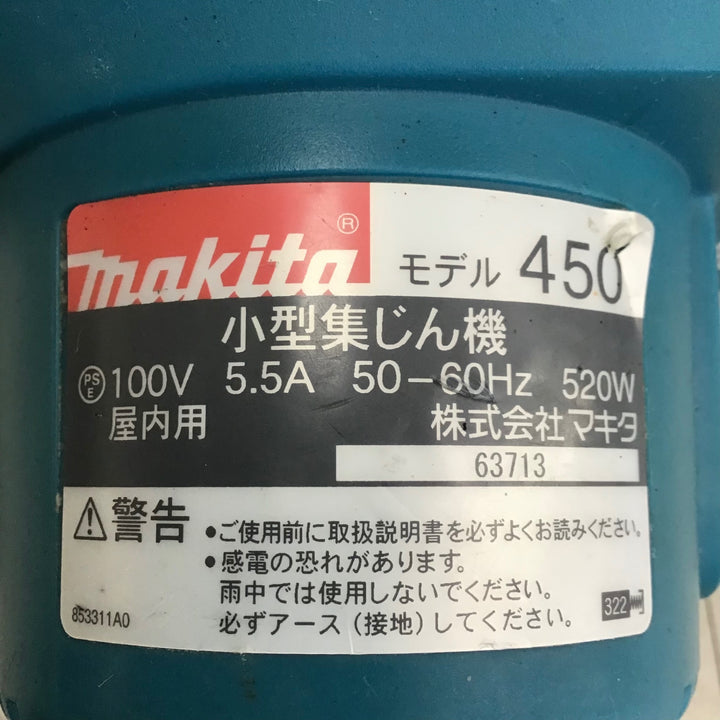 makita®
モデル 450
小型集じん機
PSE 100V 5.5A 50-60Hz 520W
屋内用 株式会社マキタ
63713
⚠警告 •ご使用前に取扱説明書を必ずよくお読みください。
•感電の恐れがあります。
雨中では使用しないでください。
必ずアース(接地)してください。
853311A0
322